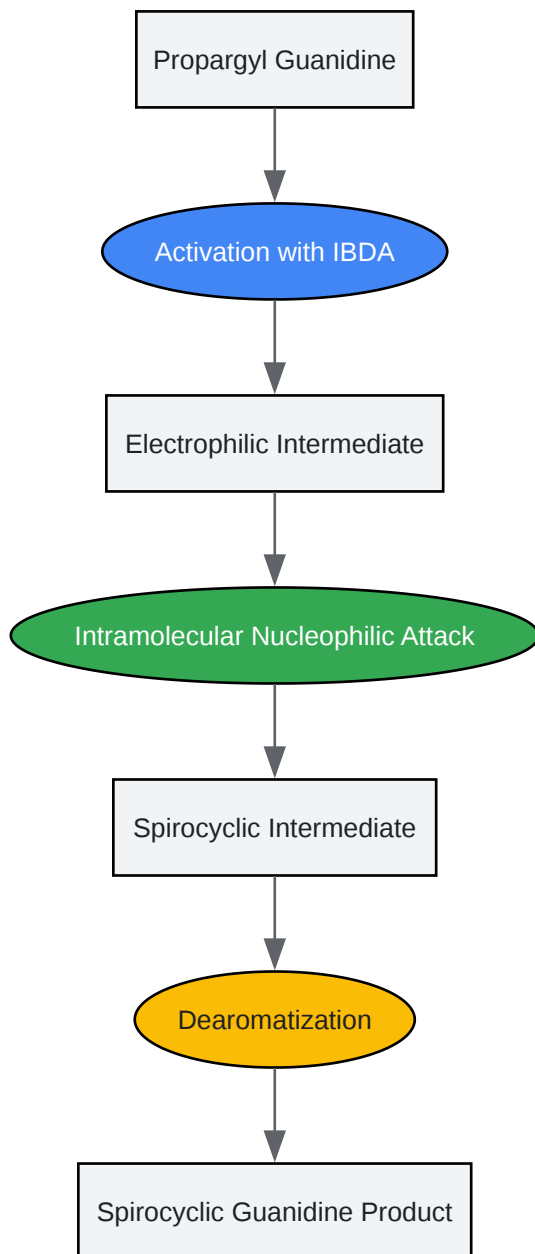 Propargyl Guanidine
Activation with IBDA
Electrophilic Intermediate
Intramolecular Nucleophilic Attack
Spirocyclic Intermediate
Dearomatization
Spirocyclic Guanidine Product